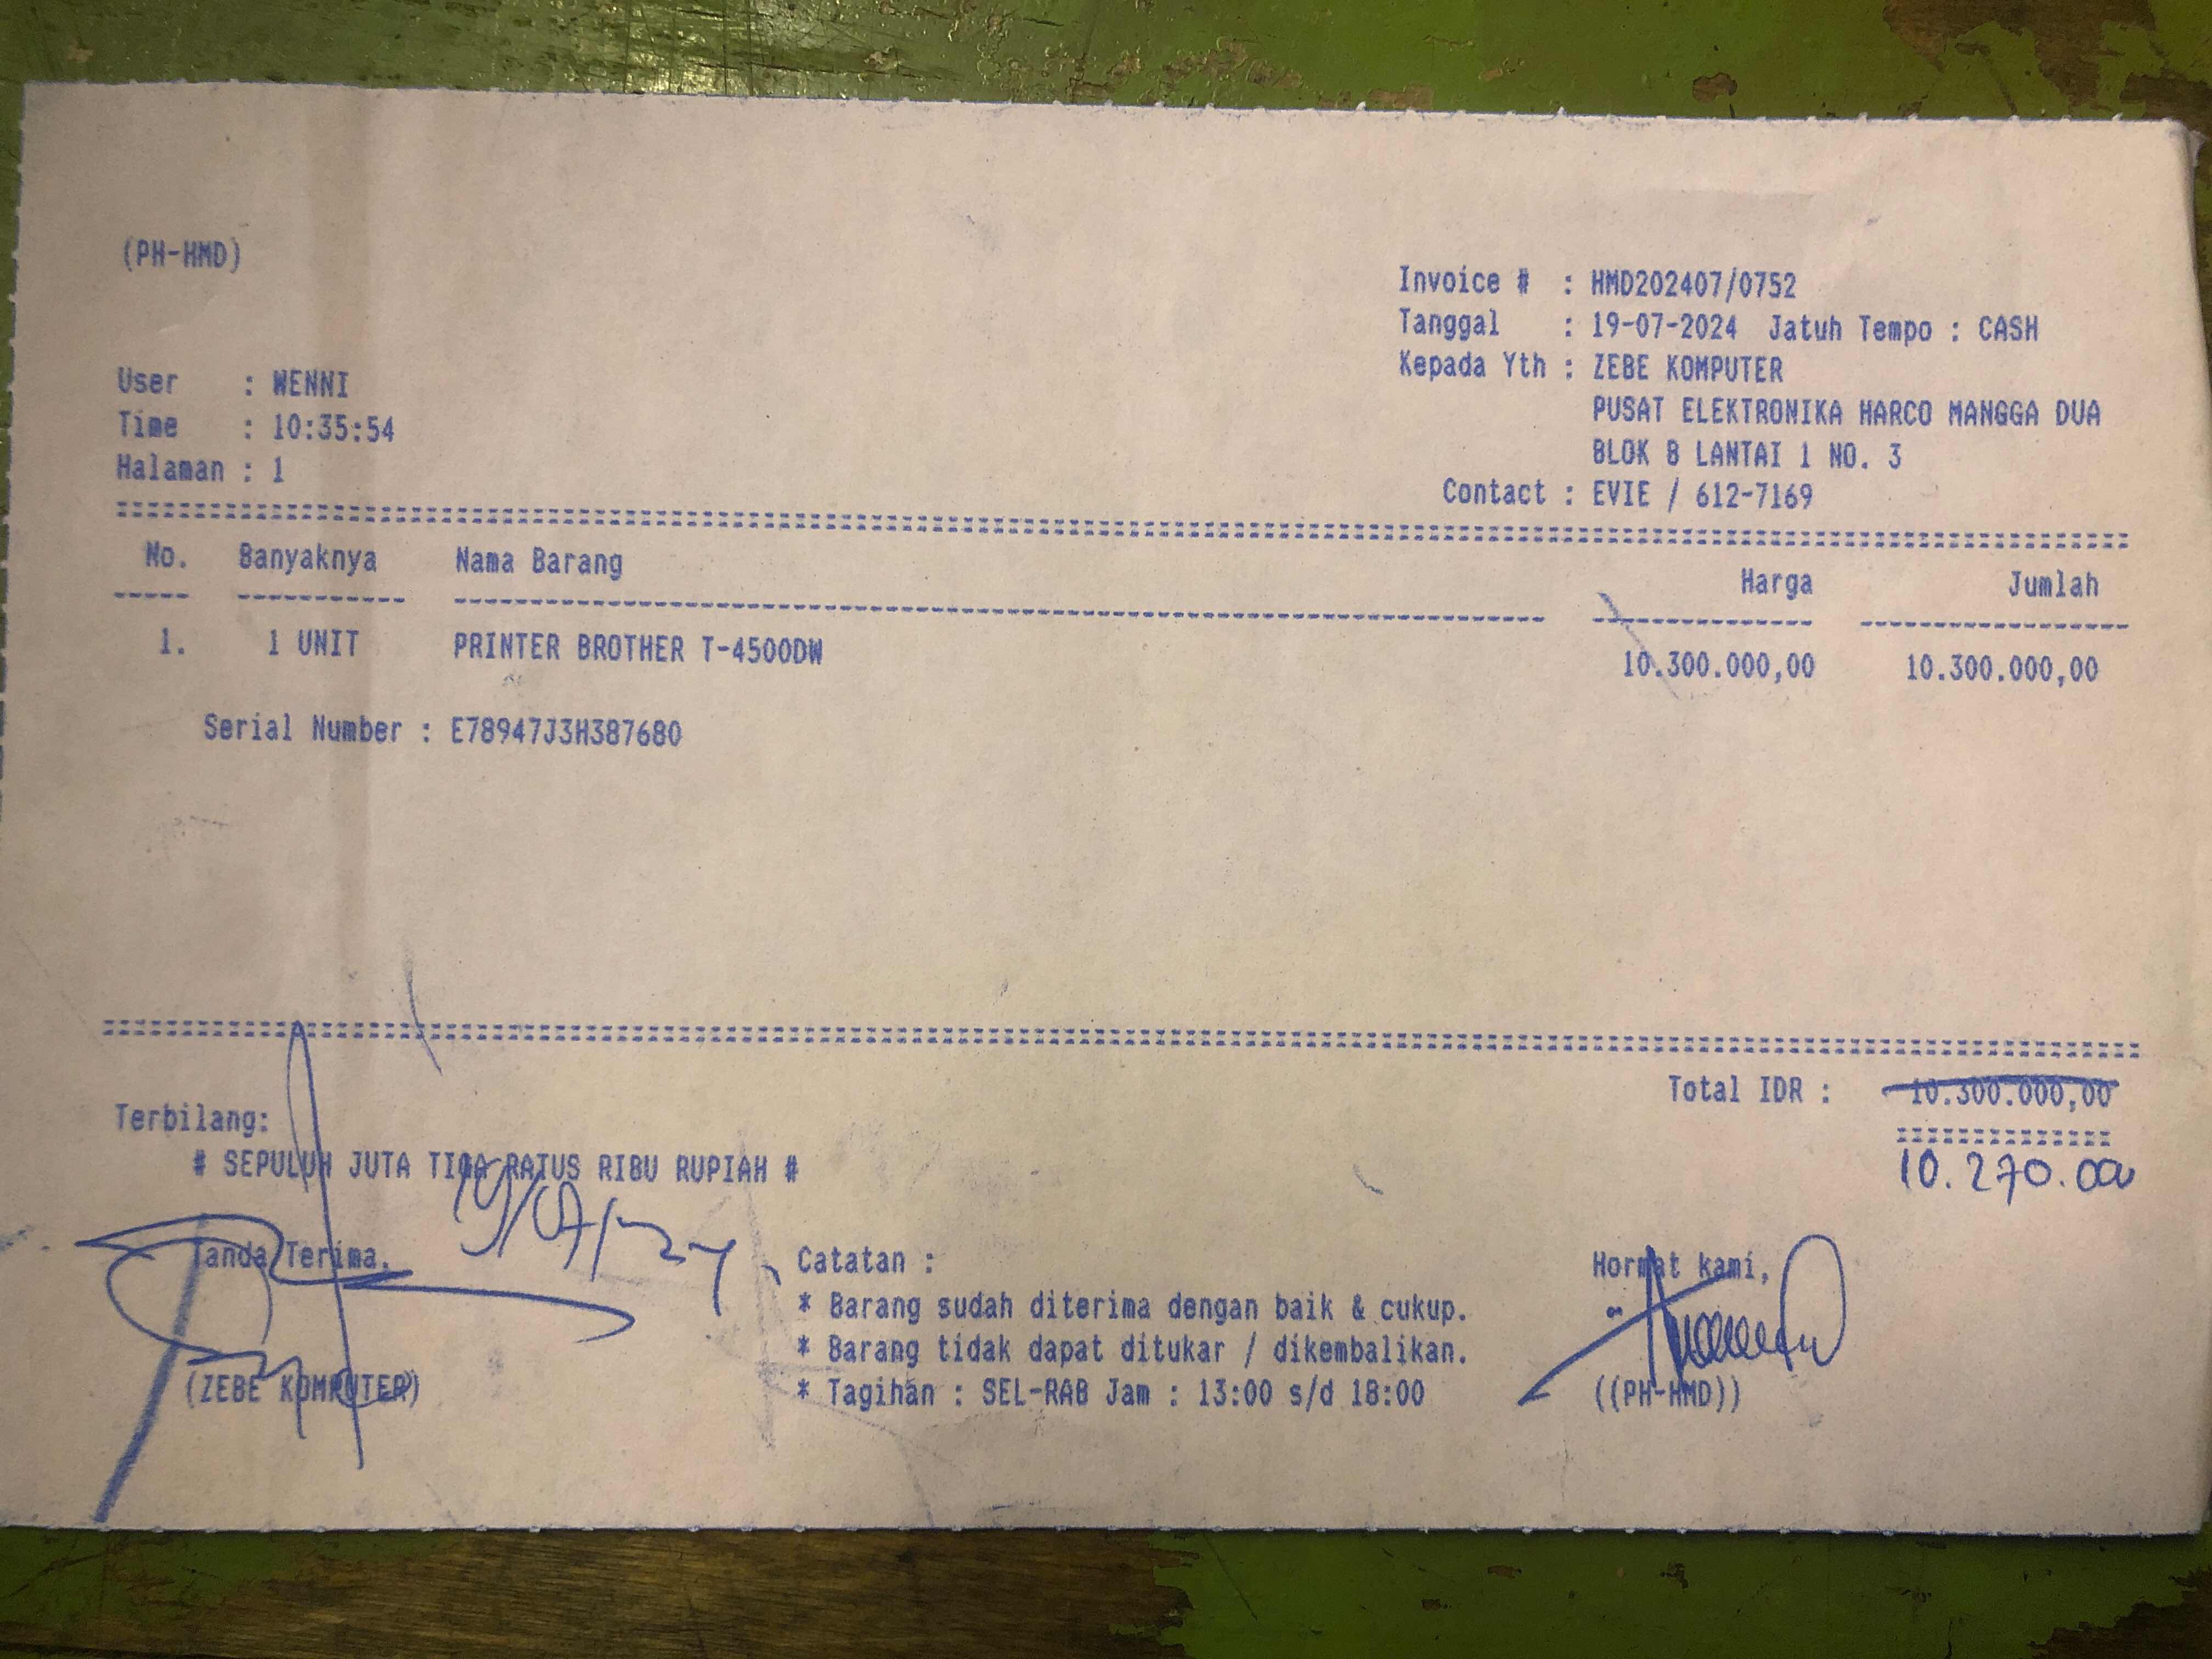 (PH-HMD)
Invoice # : HMD202407/0752
Tanggal : 19-07-2024 Jatuh Tempo : CASH
Kepada Yth : ZEBE KOMPUTER
PUSAT ELEKTRONIKA HARCO MANGGA DUA
BLOK B LANTAI 1 NO. 3
Contact : EVIE / 612-7169
User : WENNI
Time : 10:35:54
Halaman : 1
No. Banyaknya Nama Barang Harga Jumlah
1. 1 UNIT PRINTER BROTHER T-4500DW 10.300.000,00 10.300.000,00
Serial Number : E78947J3H387680
Total IDR : 10.300.000,00
10.270.000
Terbilang:
# SEPULUH JUTA TIGA RATUS RIBU RUPIAH #
Tanda Terima,
(ZEBE KOMPUTER)
Catatan :
* Barang sudah diterima dengan baik & cukup.
* Barang tidak dapat ditukar / dikembalikan.
* Tagihan : SEL-RAB Jam : 13:00 s/d 18:00
Hormat kami,
((PH-HMD))